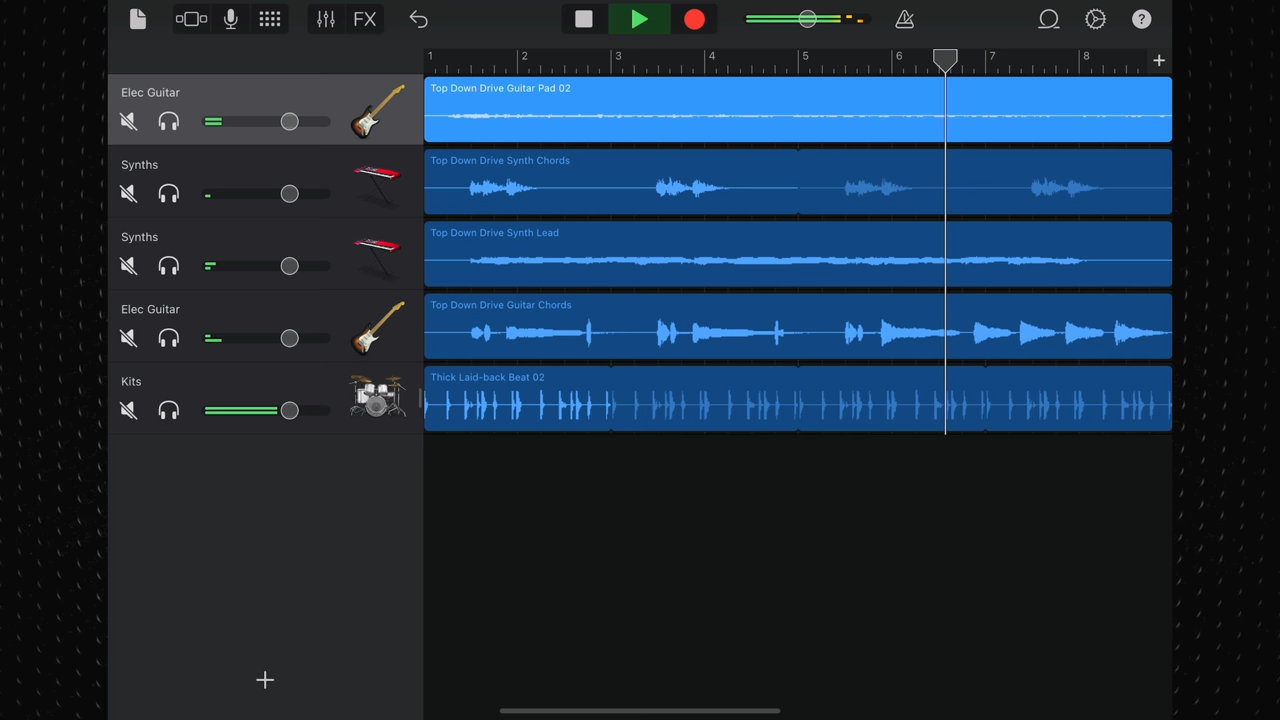 FX
?
1 2 3 4 5 6 7 8 +
Elec Guitar
Top Down Drive Guitar Pad 02
Synths
Top Down Drive Synth Chords
Synths
Top Down Drive Synth Lead
Elec Guitar
Top Down Drive Guitar Chords
Kits
Thick Laid-back Beat 02
+